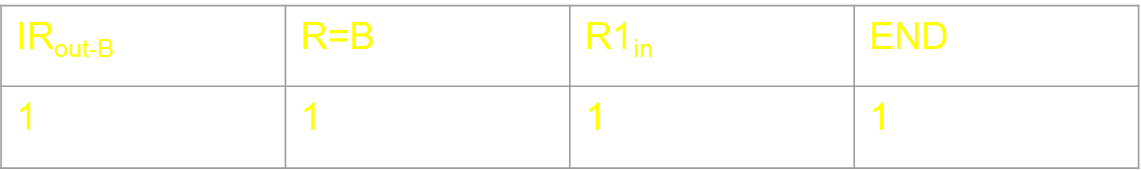 IRout-B R=B R1in END
1 1 1 1